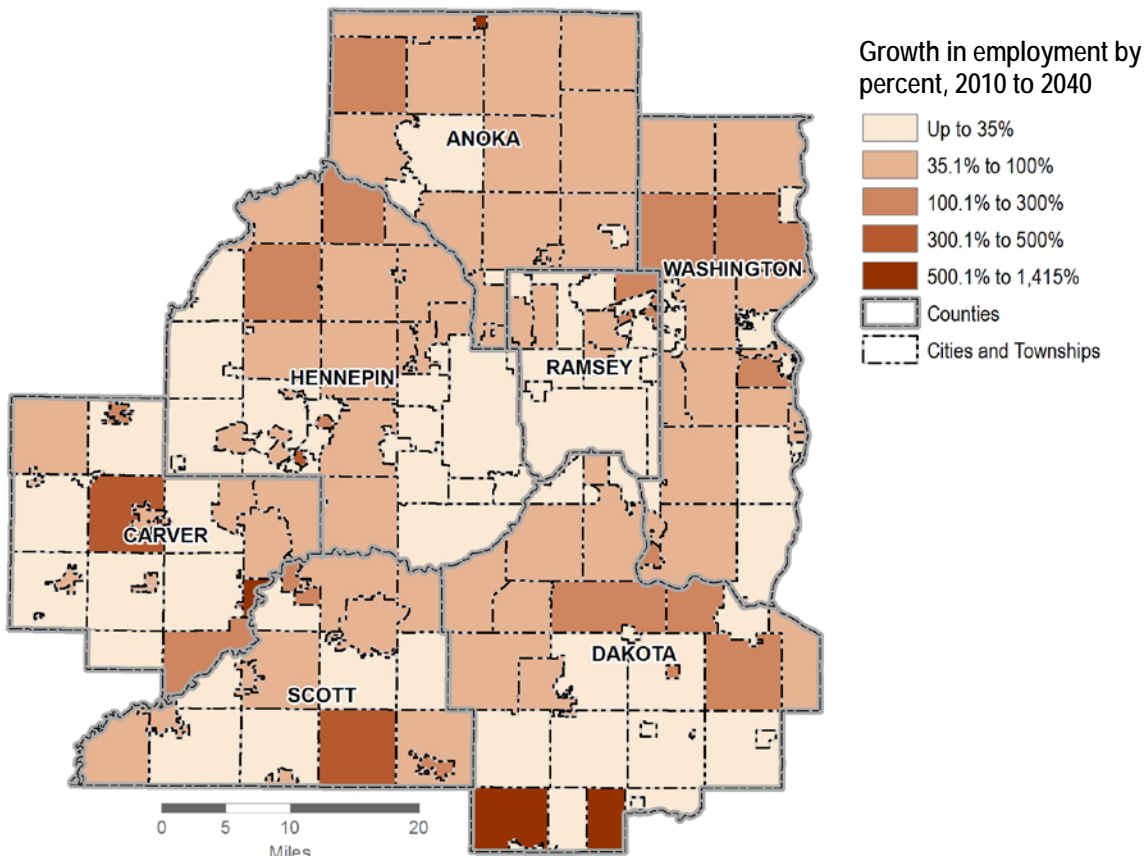 Growth in employment by
percent, 2010 to 2040
Up to 35%
35.1% to 100%
100.1% to 300%
300.1% to 500%
500.1% to 1,415%
Counties
Cities and Townships
ANOKA
WASHINGTON
HENNEPIN
RAMSEY
CARVER
DAKOTA
SCOTT
0 5 10 20
Miles